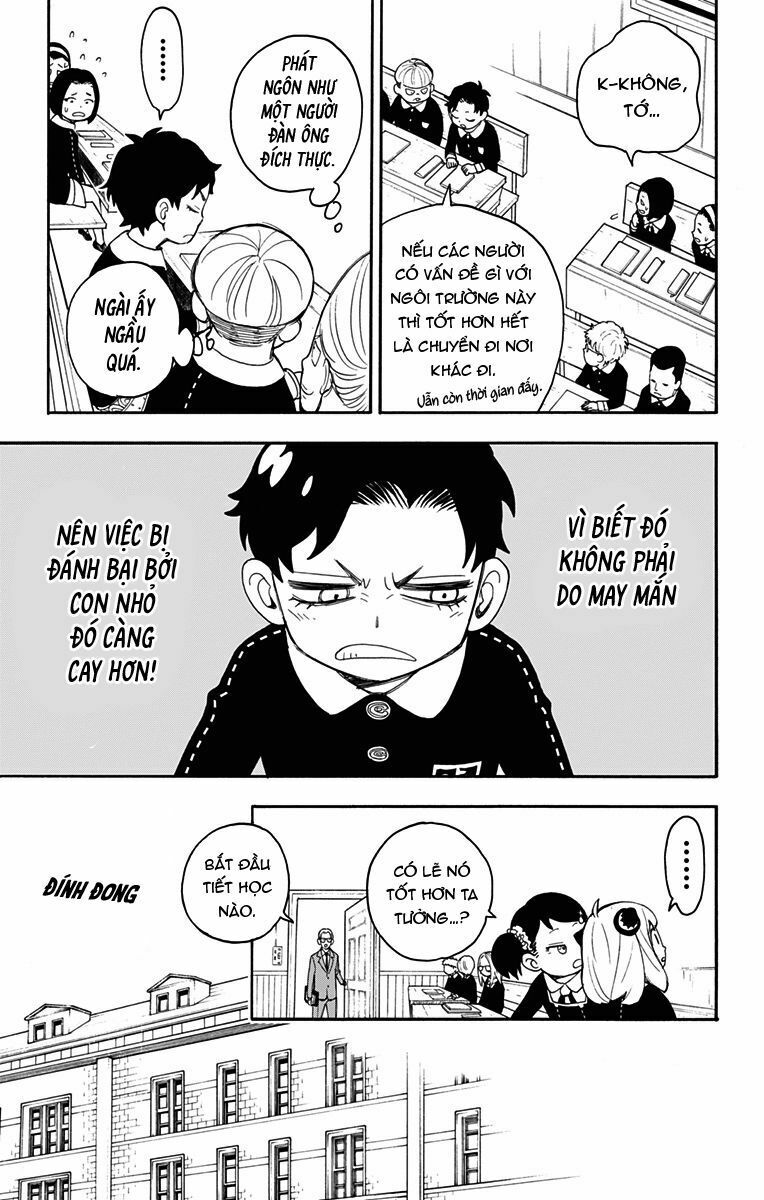 K-KHÔNG,
TỚ...
NẾU CÁC NGƯỜI
CÓ VẤN ĐỀ GÌ VỚI
NGÔI TRƯỜNG NÀY
THÌ TỐT HƠN HẾT
LÀ CHUYỂN ĐI NƠI
KHÁC ĐI.
Vẫn còn thời gian đấy.
PHÁT
NGÔN NHƯ
MỘT NGƯỜI
ĐÀN ÔNG
ĐÍCH THỰC.
......
NGÀI ẤY
NGẦU
QUÁ.
VÌ BIẾT ĐÓ
KHÔNG PHẢI
DO MAY MẮN
NÊN VIỆC BỊ
ĐÁNH BẠI BỞI
CON NHỎ
ĐÓ CÀNG
CAY HƠN!
......
CÓ LẼ NÓ
TỐT HƠN TA
TƯỞNG...?
BẮT ĐẦU
TIẾT HỌC
NÀO.
ĐÍNH ĐONG